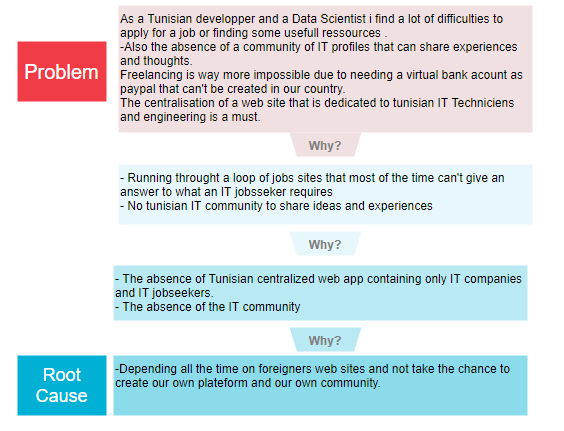 Problem
As a Tunisian developper and a Data Scientist i find a lot of difficulties to
apply for a job or finding some usefull ressources .
-Also the absence of a community of IT profiles that can share experiences
and thoughts.
Freelancing is way more impossible due to needing a virtual bank acount as
paypal that can't be created in our country.
The centralisation of a web site that is dedicated to tunisian IT Techniciens
and engineering is a must.
Why?
- Running throught a loop of jobs sites that most of the time can't give an
answer to what an IT jobsseker requires
- No tunisian IT community to share ideas and experiences
Why?
- The absence of Tunisian centralized web app containing only IT companies
and IT jobseekers.
- The absence of the IT community
Why?
Root
Cause
-Depending all the time on foreigners web sites and not take the chance to
create our own plateform and our own community.